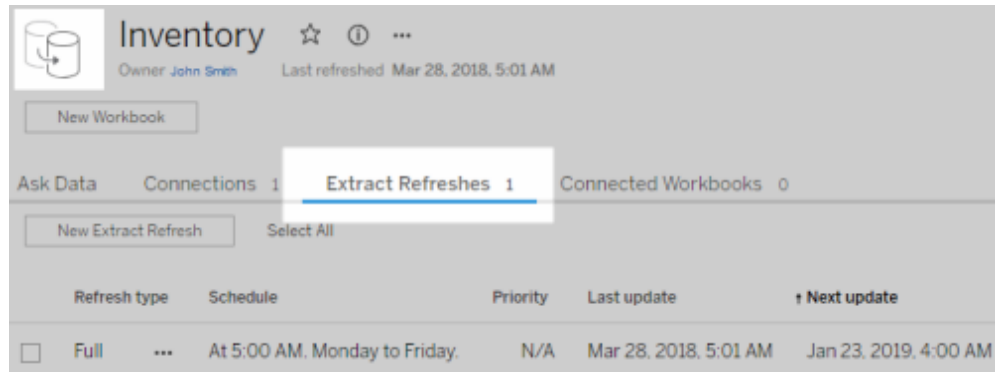 Inventory
Owner John Smith Last refreshed Mar 28, 2018, 5:01 AM
New Workbook
Ask Data Connections 1 Extract Refreshes 1 Connected Workbooks 0
New Extract Refresh Select All
Refresh type Schedule Priority Last update ↑ Next update
Full ••• At 5:00 AM. Monday to Friday. N/A Mar 28, 2018, 5:01 AM Jan 23, 2019, 4:00 AM